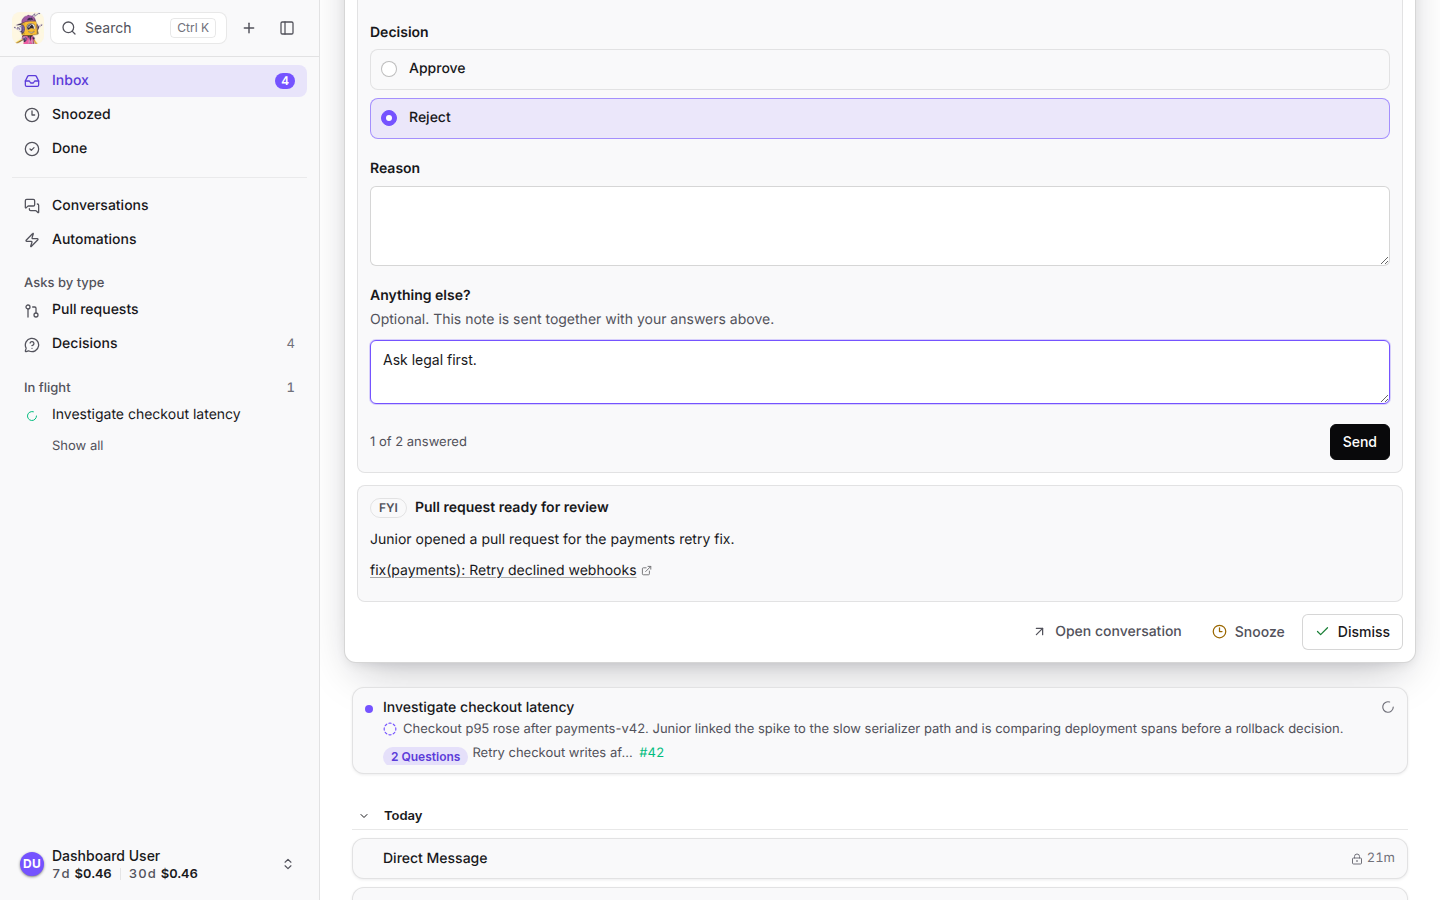 Search
Ctrl K
Inbox
4
Snoozed
Done
Conversations
Automations
Asks by type
Pull requests
Decisions
4
In flight
1
Investigate checkout latency
Show all
DU
Dashboard User
7d $0.46
30d $0.46
Decision
Approve
Reject
Reason
Anything else?
Optional. This note is sent together with your answers above.
Ask legal first.
1 of 2 answered
Send
FYI
Pull request ready for review
Junior opened a pull request for the payments retry fix.
fix(payments): Retry declined webhooks
Open conversation
Snooze
Dismiss
Investigate checkout latency
Checkout p95 rose after payments-v42. Junior linked the spike to the slow serializer path and is comparing deployment spans before a rollback decision.
2 Questions
Retry checkout writes af...
#42
Today
Direct Message
21m